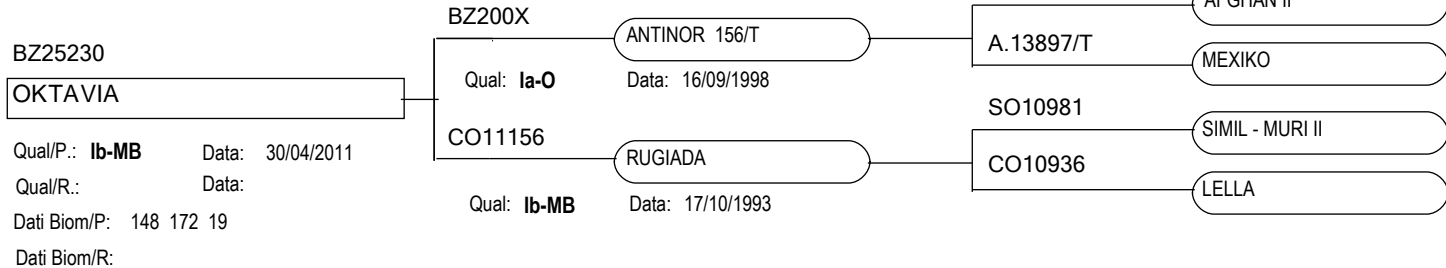 BZ25230
OKTAVIA
Qual/P.: Ib-MB Data: 30/04/2011
Qual/R.: Data:
Dati Biom/P: 148 172 19
Dati Biom/R:
BZ200X
ANTINOR 156/T
Qual: Ia-O Data: 16/09/1998
CO11156
RUGIADA
Qual: Ib-MB Data: 17/10/1993
AFGHAN II
A.13897/T
MEXIKO
SO10981
SIMIL - MURI II
CO10936
LELLA